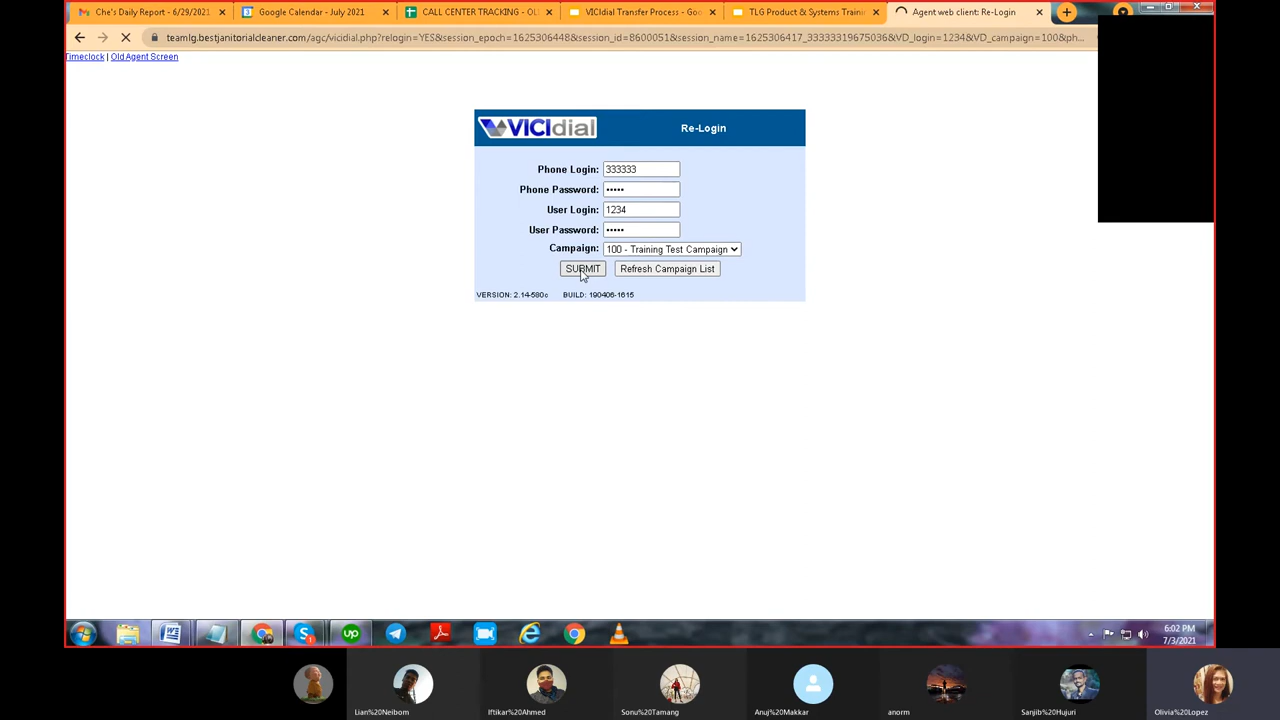 Che's Daily Report - 6/29/2021
Google Calendar - July 2021
CALL CENTER TRACKING - OL
VICIdial Transfer Process - Goo
TLG Product & Systems Traini
Agent web client: Re-Login
teamlg.bestjanitorialcleaner.com/agc/vicidial.php?relogin=YES&session_epoch=1625306448&session_id=8600051&session_name=1625306417_33333319675036&VD_login=1234&VD_campaign=100&ph...
Timeclock | Old Agent Screen
VICIdial
Re-Login
Phone Login: 333333
Phone Password: •••••
User Login: 1234
User Password: •••••
Campaign: 100 - Training Test Campaign
SUBMIT Refresh Campaign List
VERSION: 2.14-580c BUILD: 190406-1615
6:02 PM
7/3/2021
Lian%20Neibom
Iftikar%20Ahmed
Sonu%20Tamang
Anuj%20Makkar
anorm
Sanjib%20Hujuri
Olivia%20Lopez